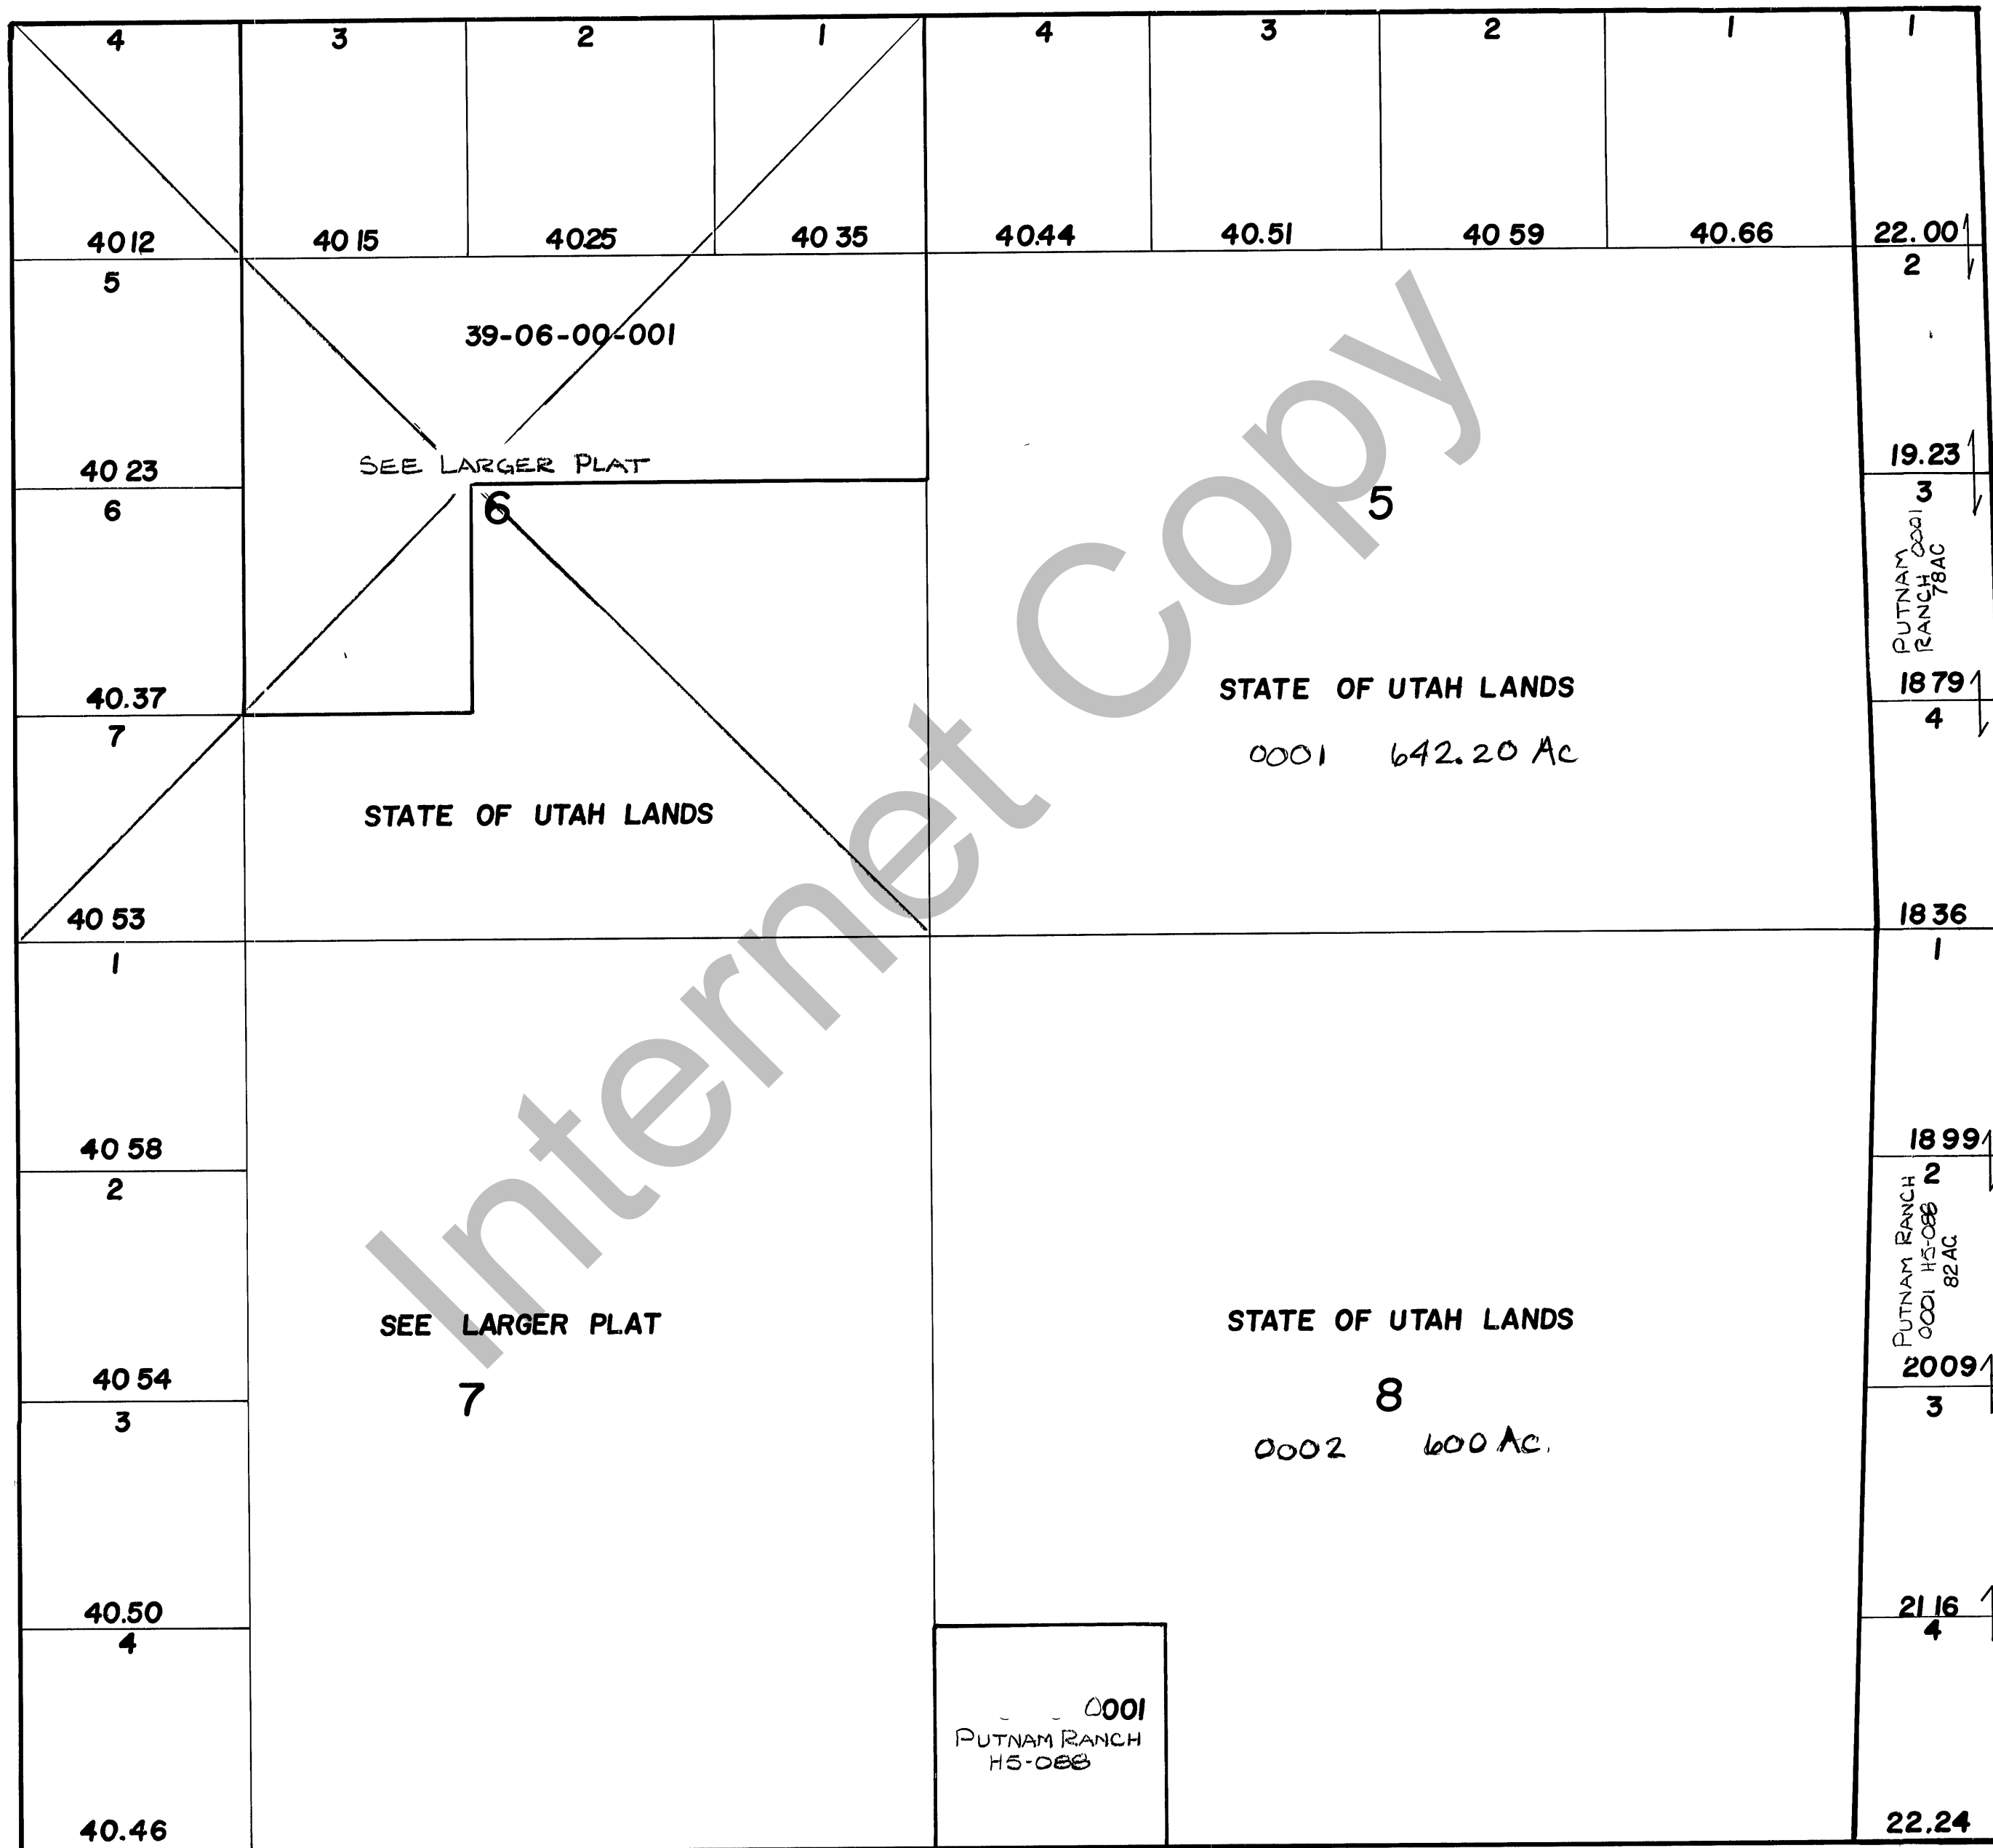 4 3 2 1 4 3 2 1 1
40 12 40 15 40 25 40 35 40.44 40.51 40 59 40.66 22.00
5 2
39-06-00-001
SEE LARGER PLAT
40 23 19.23
6 6 5 3
PUTNAM
RANCH 0001
78AC
40.37 18 79
7 4
STATE OF UTAH LANDS
0001 642.20 AC
STATE OF UTAH LANDS
40 53 18 36
1 1
40 58 18 99
2 2
PUTNAM RANCH
0001 H5-088
82 AC.
SEE LARGER PLAT
STATE OF UTAH LANDS
40 54 20 09
3 7 8 3
0002 600 AC.
40.50 21 16
4 4
0001
PUTNAM RANCH
H5-088
40.46 22.24
Internet Copy